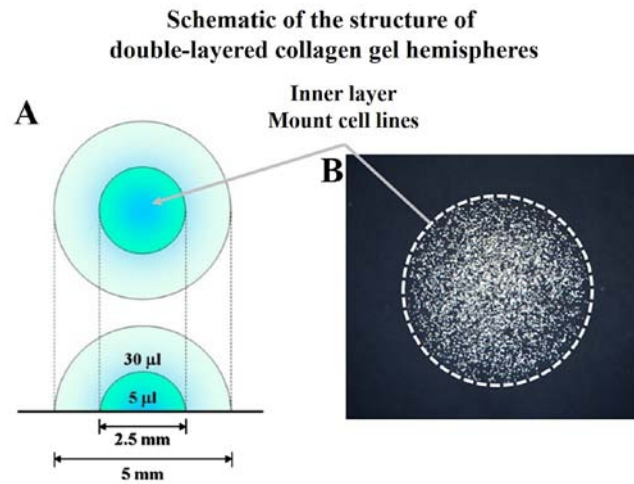 Schematic of the structure of
double-layered collagen gel hemispheres
Inner layer
Mount cell lines
A
B
30 µl
5 µl
2.5 mm
5 mm